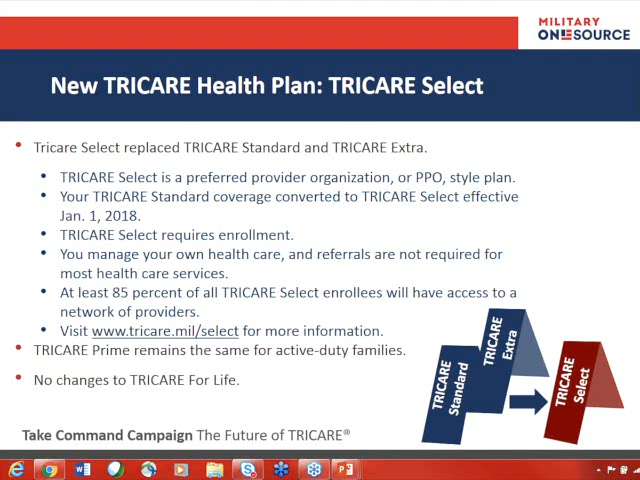 MILITARY
ONESOURCE
New TRICARE Health Plan: TRICARE Select
Tricare Select replaced TRICARE Standard and TRICARE Extra.
TRICARE Select is a preferred provider organization, or PPO, style plan.
Your TRICARE Standard coverage converted to TRICARE Select effective
Jan. 1, 2018.
TRICARE Select requires enrollment.
You manage your own health care, and referrals are not required for
most health care services.
At least 85 percent of all TRICARE Select enrollees will have access to a
network of providers.
Visit www.tricare.mil/select for more information.
TRICARE Prime remains the same for active-duty families.
No changes to TRICARE For Life.
TRICARE
Standard
TRICARE
Extra
TRICARE
Select
Take Command Campaign The Future of TRICARE®